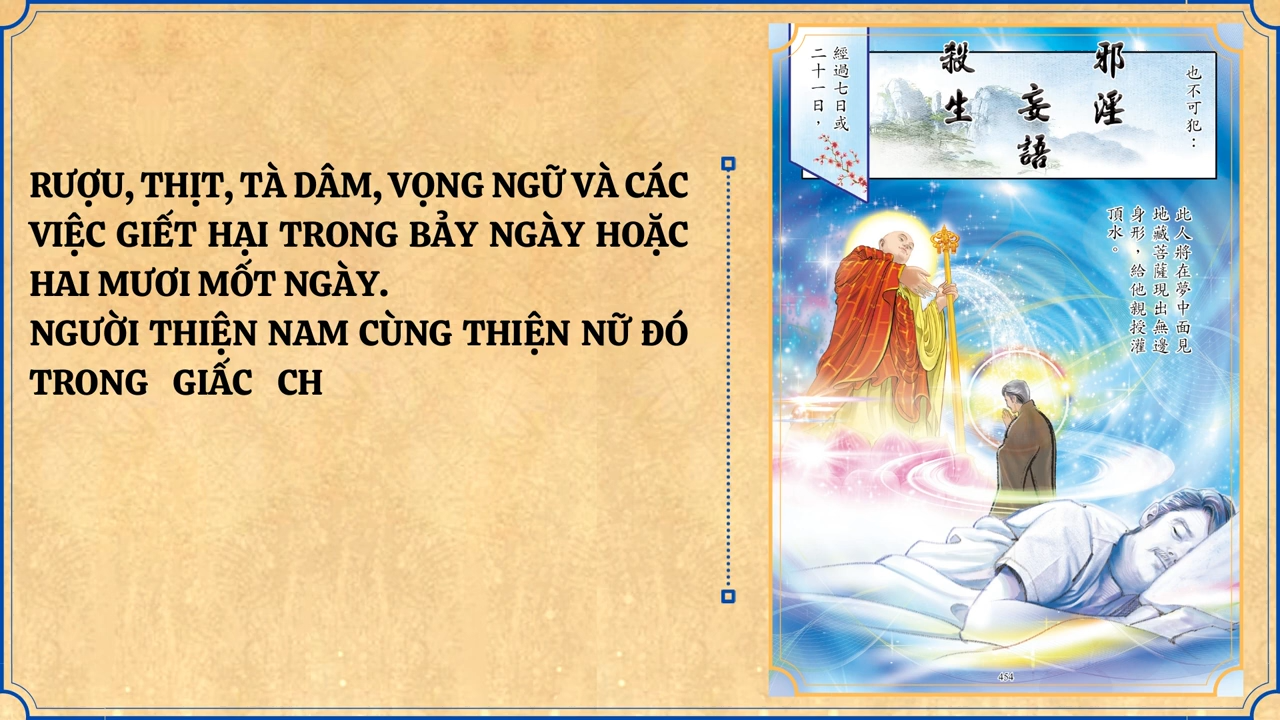 RƯỢU, THỊT, TÀ DÂM, VỌNG NGỮ VÀ CÁC
VIỆC GIẾT HẠI TRONG BẢY NGÀY HOẶC
HAI MƯƠI MỐT NGÀY.
NGƯỜI THIỆN NAM CÙNG THIỆN NỮ ĐÓ
TRONG GIẤC CH
也不可犯：
邪淫
妄語
殺生
經過七日或
二十一日，
此人將在夢中面見
地藏菩薩現出無邊
身形，給他親授灌
頂水。
454